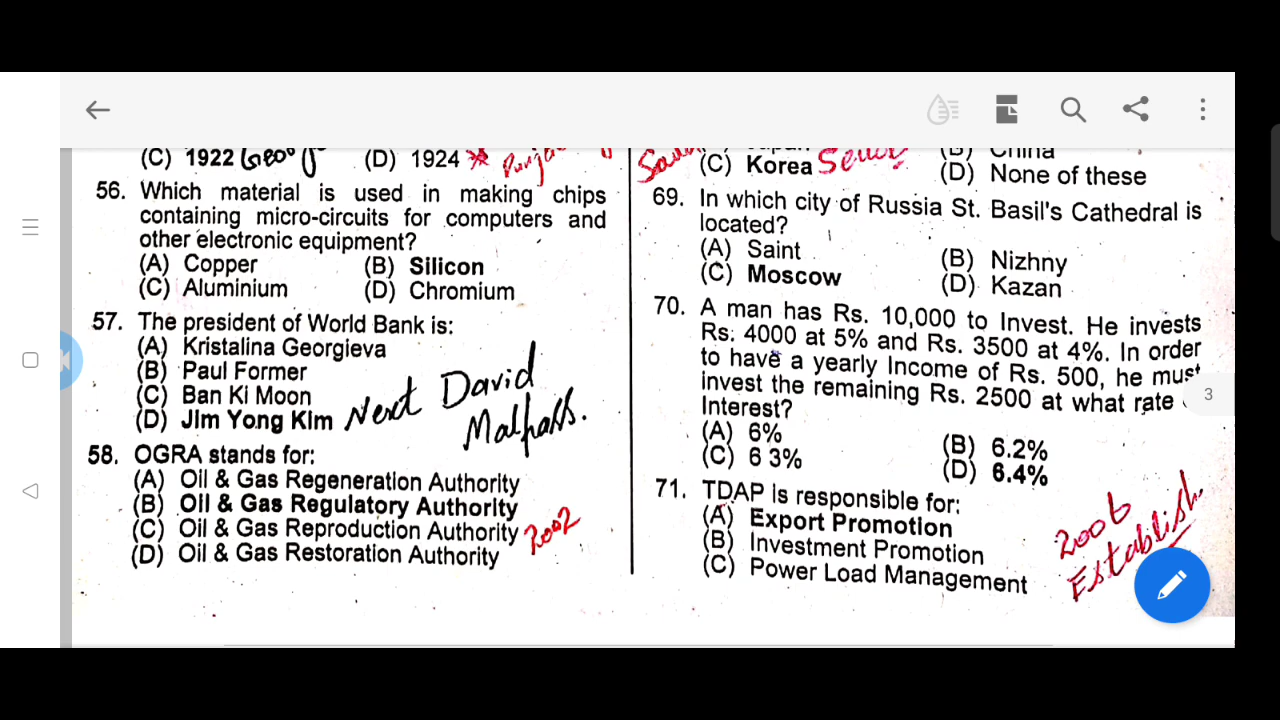 (C) 1922 (D) 1924
56. Which material is used in making chips
containing micro-circuits for computers and
other electronic equipment?
(A) Copper (B) Silicon
(C) Aluminium (D) Chromium
57. The president of World Bank is:
(A) Kristalina Georgieva
(B) Paul Former
(C) Ban Ki Moon
(D) Jim Yong Kim Next David
Malpass.
58. OGRA stands for:
(A) Oil & Gas Regeneration Authority
(B) Oil & Gas Regulatory Authority
(C) Oil & Gas Reproduction Authority 2002
(D) Oil & Gas Restoration Authority
Japan (B) China
(C) Korea (D) None of these
69. In which city of Russia St. Basil's Cathedral is
located?
(A) Saint (B) Nizhny
(C) Moscow (D) Kazan
70. A man has Rs. 10,000 to Invest. He invests
Rs. 4000 at 5% and Rs. 3500 at 4%. In order
to have a yearly Income of Rs. 500, he must
invest the remaining Rs. 2500 at what rate
Interest?
(A) 6% (B) 6.2%
(C) 6 3% (D) 6.4%
71. TDAP is responsible for:
(A) Export Promotion
(B) Investment Promotion
(C) Power Load Management
2006
Establish
3